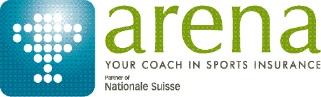 arena
YOUR COACH IN SPORTS INSURANCE
Partner of
Nationale Suisse